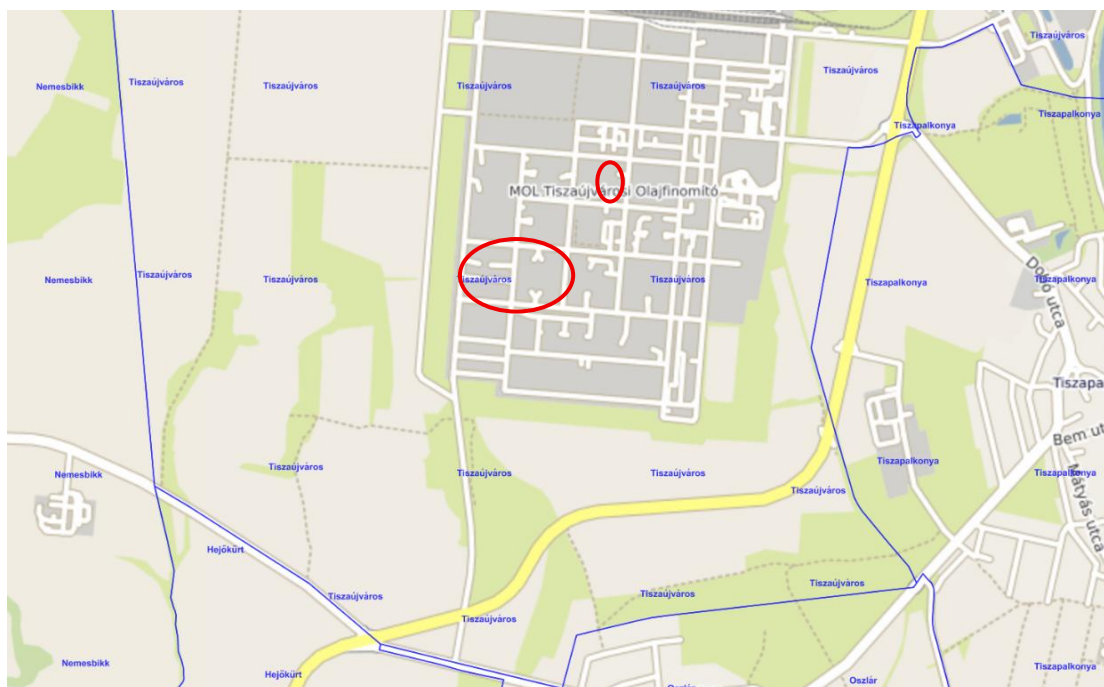 Tiszaújváros
Nemesbikk
Tiszaújváros
Tiszaújváros
Tiszaújváros
Tiszaújváros
Tiszaújváros
Tiszapalkonya
Tiszapalkonya
MOL Tiszaújvárosi Olajfinomító
Nemesbikk
Tiszaújváros
Tiszaújváros
Tiszaújváros
Tiszaújváros
Tiszapalkonya
Dobó utca
Tiszapalkonya
Tiszapa
Bem ut
Mátyás utca
Nemesbikk
Tiszaújváros
Tiszaújváros
Tiszaújváros
Tiszapalkonya
Tiszapalkonya
Tiszaújváros
Hejőkürt
Tiszaújváros
Tiszaújváros
Tiszaújváros
Tiszaújváros
Nemesbikk
Hejőkürt
Tiszapalkonya
Oszlár